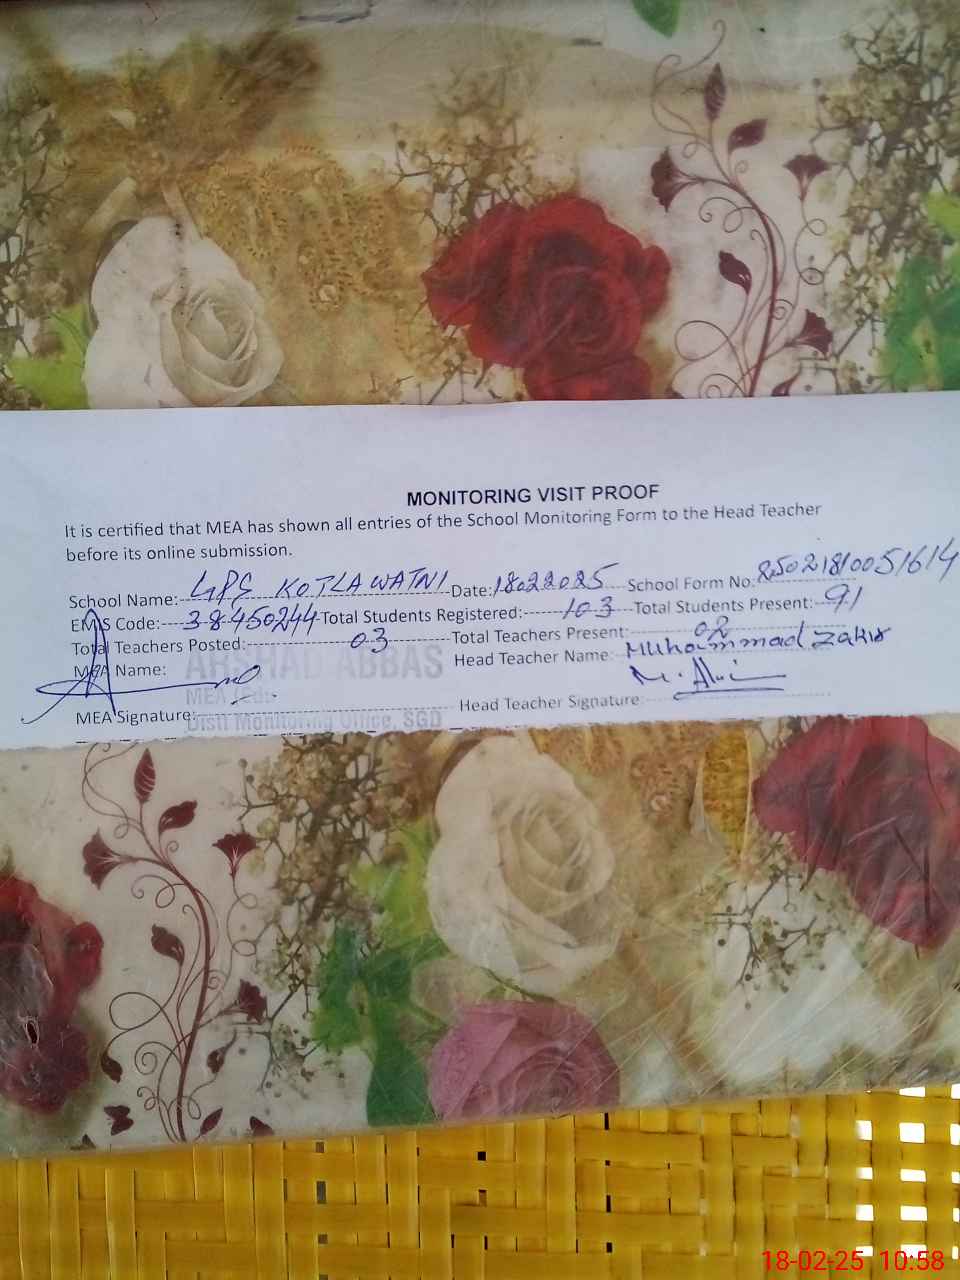 MONITORING VISIT PROOF
It is certified that MEA has shown all entries of the School Monitoring Form to the Head Teacher
before its online submission.
School Name: GPS KOTLA WATNI Date: 18022025 School Form No: 85021810051614
EMIS Code: 38450244 Total Students Registered: 103 Total Students Present: 91
Total Teachers Posted: 03 Total Teachers Present: 02
MEA Name: ARSHAD ABBAS Head Teacher Name: Muhammad Zakir
MEA (Edu)
MEA Signature: Head Teacher Signature:
Distt Monitoring Office, SGD
18-02-25 10:58